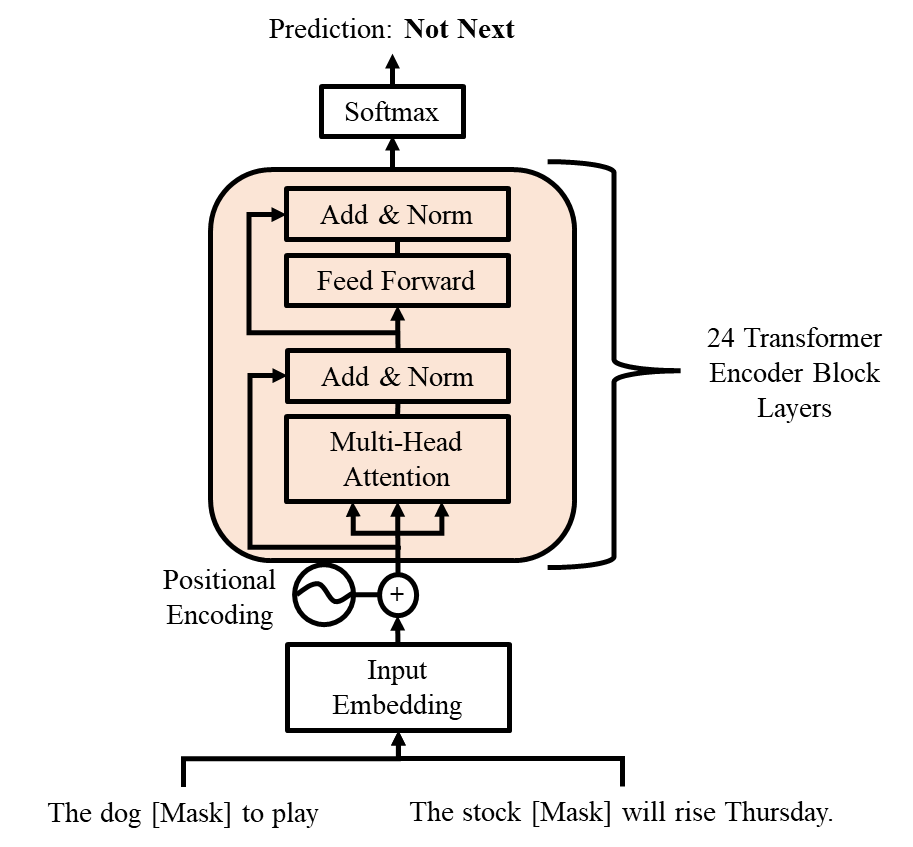 Prediction: Not Next
Softmax
Add & Norm
Feed Forward
Add & Norm
Multi-Head
Attention
24 Transformer
Encoder Block
Layers
Positional
Encoding
+
Input
Embedding
The dog [Mask] to play
The stock [Mask] will rise Thursday.